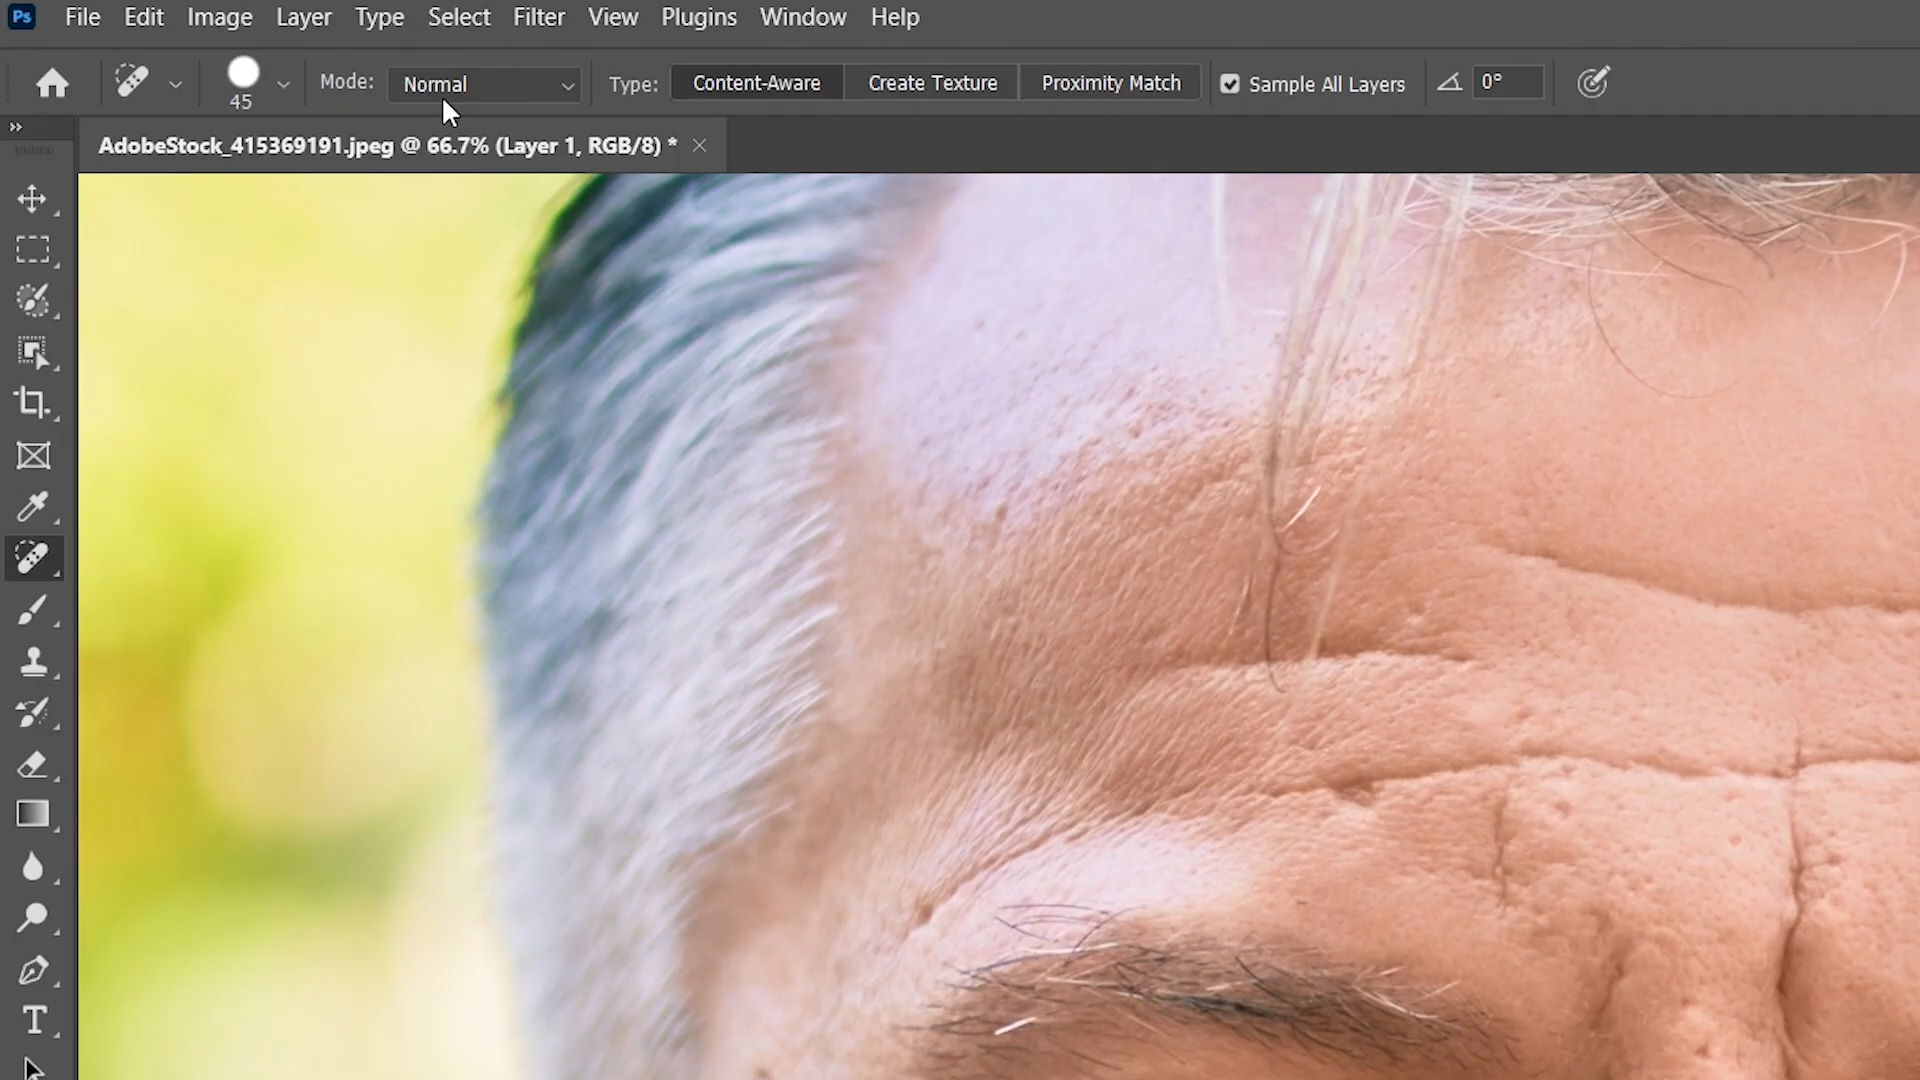 Ps File Edit Image Layer Type Select Filter View Plugins Window Help
45 Mode: Normal Type: Content-Aware Create Texture Proximity Match Sample All Layers 0°
AdobeStock_415369191.jpeg @ 66.7% (Layer 1, RGB/8) * ×
T